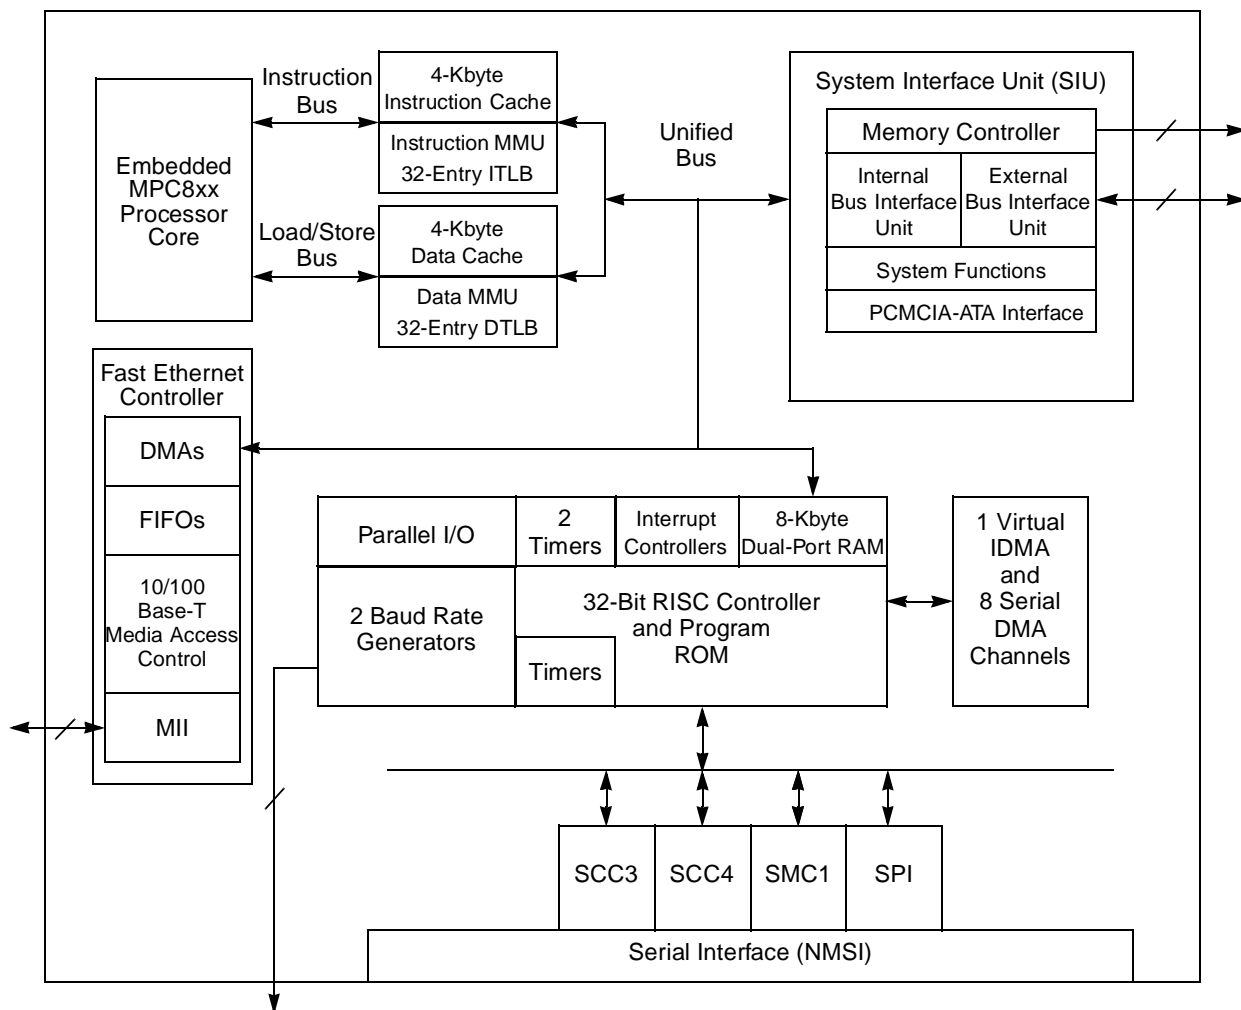 Instruction
Bus
4-Kbyte
Instruction Cache
Instruction MMU
32-Entry ITLB
Embedded
MPC8xx
Processor
Core
Load/Store
Bus
4-Kbyte
Data Cache
Data MMU
32-Entry DTLB
Unified
Bus
System Interface Unit (SIU)
Memory Controller
Internal
Bus Interface
Unit
External
Bus Interface
Unit
System Functions
PCMCIA-ATA Interface
Fast Ethernet
Controller
DMAs
FIFOs
10/100
Base-T
Media Access
Control
MII
Parallel I/O
2
Timers
Interrupt
Controllers
8-Kbyte
Dual-Port RAM
2 Baud Rate
Generators
32-Bit RISC Controller
and Program
ROM
Timers
1 Virtual
IDMA
and
8 Serial
DMA
Channels
SCC3
SCC4
SMC1
SPI
Serial Interface (NMSI)